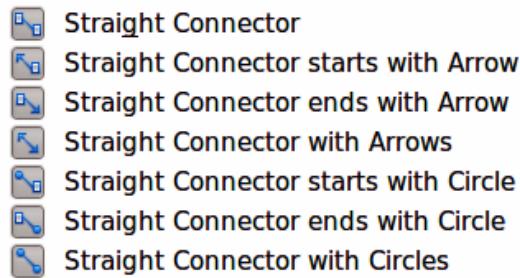 Straight Connector
Straight Connector starts with Arrow
Straight Connector ends with Arrow
Straight Connector with Arrows
Straight Connector starts with Circle
Straight Connector ends with Circle
Straight Connector with Circles